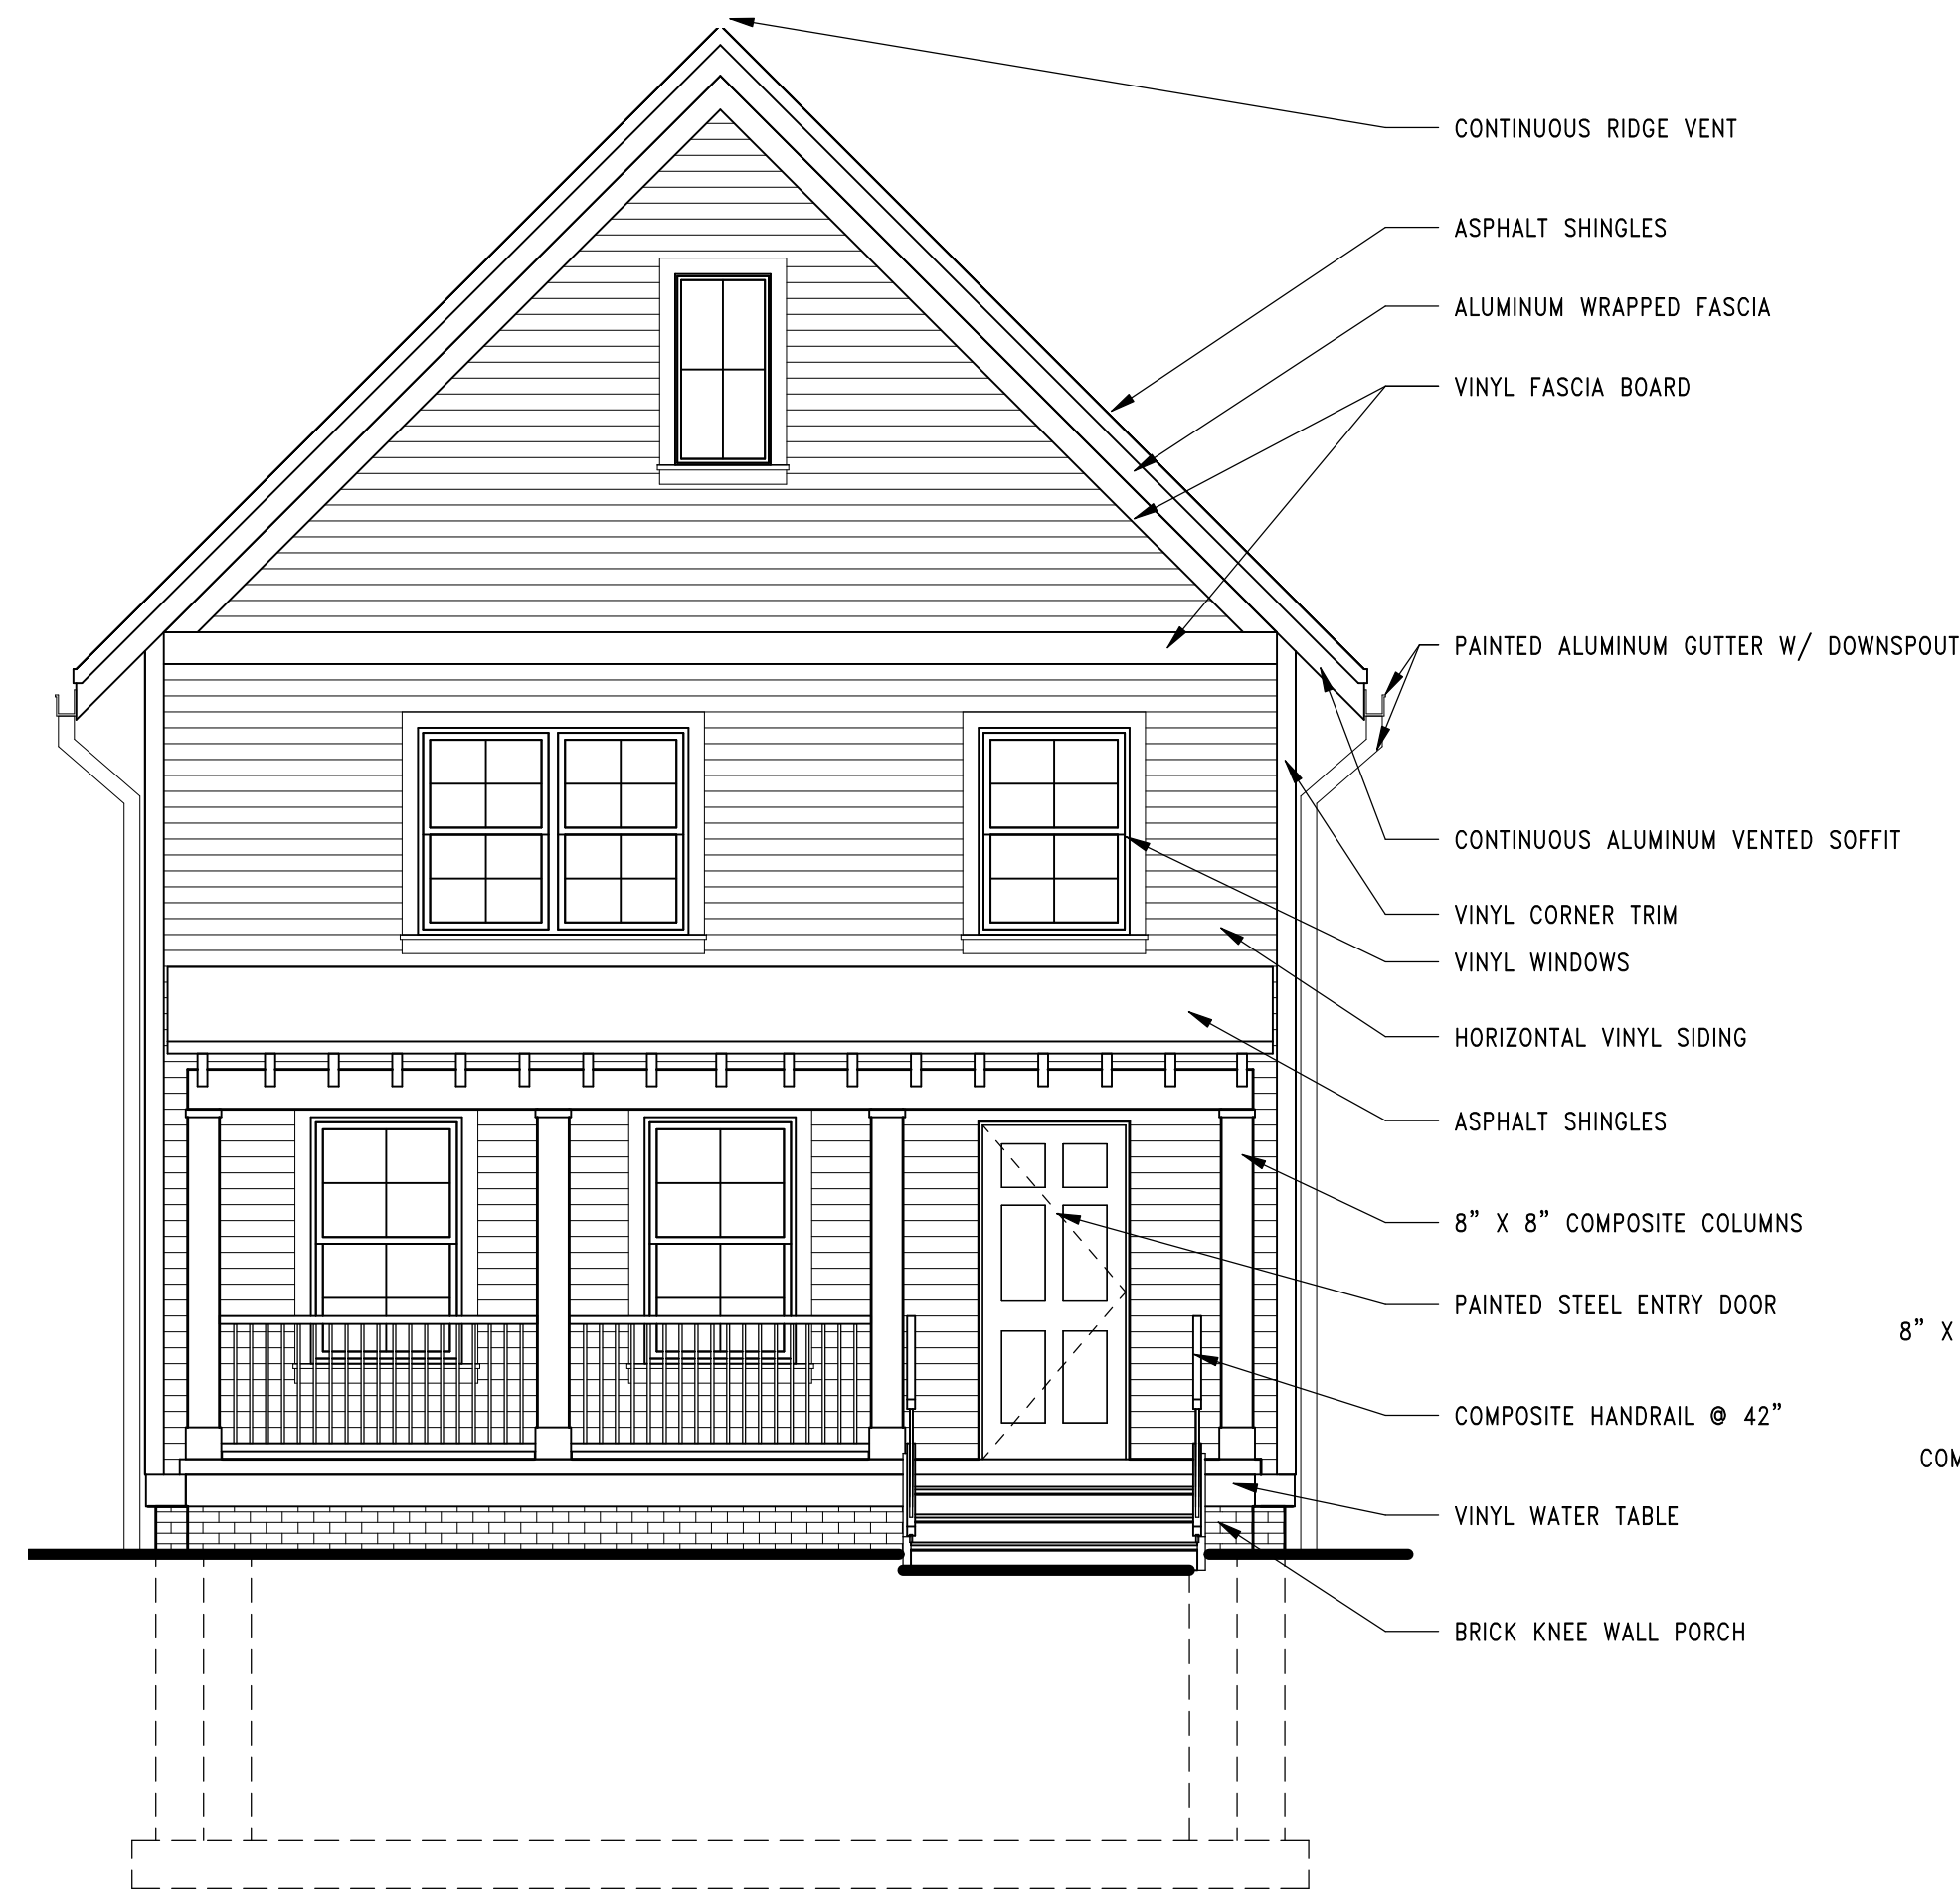 CONTINUOUS RIDGE VENT
ASPHALT SHINGLES
ALUMINUM WRAPPED FASCIA
VINYL FASCIA BOARD
PAINTED ALUMINUM GUTTER W/ DOWNSPOUT
CONTINUOUS ALUMINUM VENTED SOFFIT
VINYL CORNER TRIM
VINYL WINDOWS
HORIZONTAL VINYL SIDING
ASPHALT SHINGLES
8” X 8” COMPOSITE COLUMNS
PAINTED STEEL ENTRY DOOR
8” X
COMPOSITE HANDRAIL @ 42”
COM
VINYL WATER TABLE
BRICK KNEE WALL PORCH